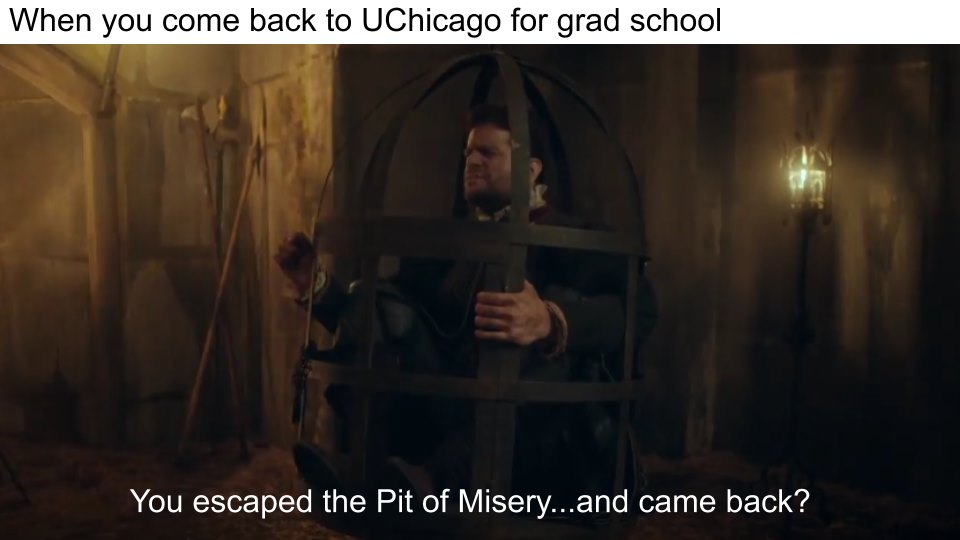 When you come back to UChicago for grad school
You escaped the Pit of Misery...and came back?